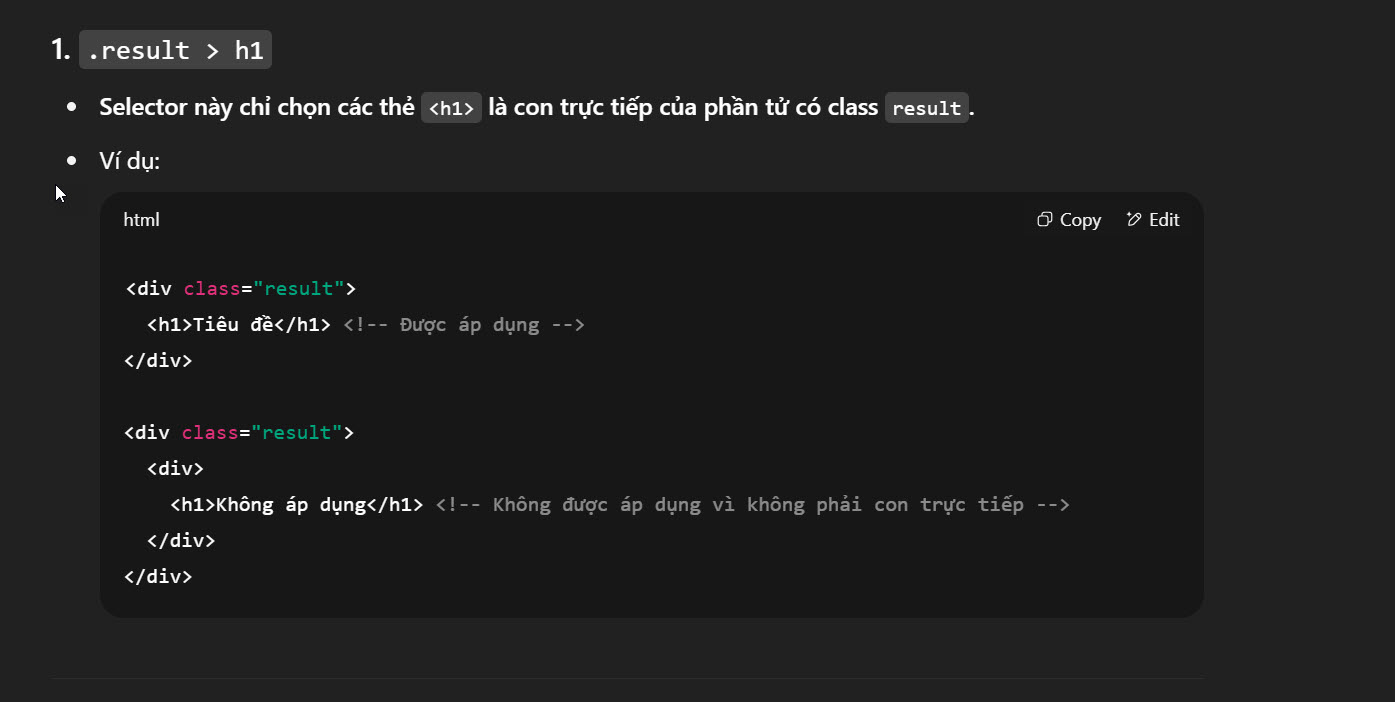 1. .result > h1
• Selector này chỉ chọn các thẻ <h1> là con trực tiếp của phần tử có class result.
• Ví dụ:
html Copy Edit
<div class="result">
  <h1>Tiêu đề</h1> <!-- Được áp dụng -->
</div>
<div class="result">
  <div>
    <h1>Không áp dụng</h1> <!-- Không được áp dụng vì không phải con trực tiếp -->
  </div>
</div>